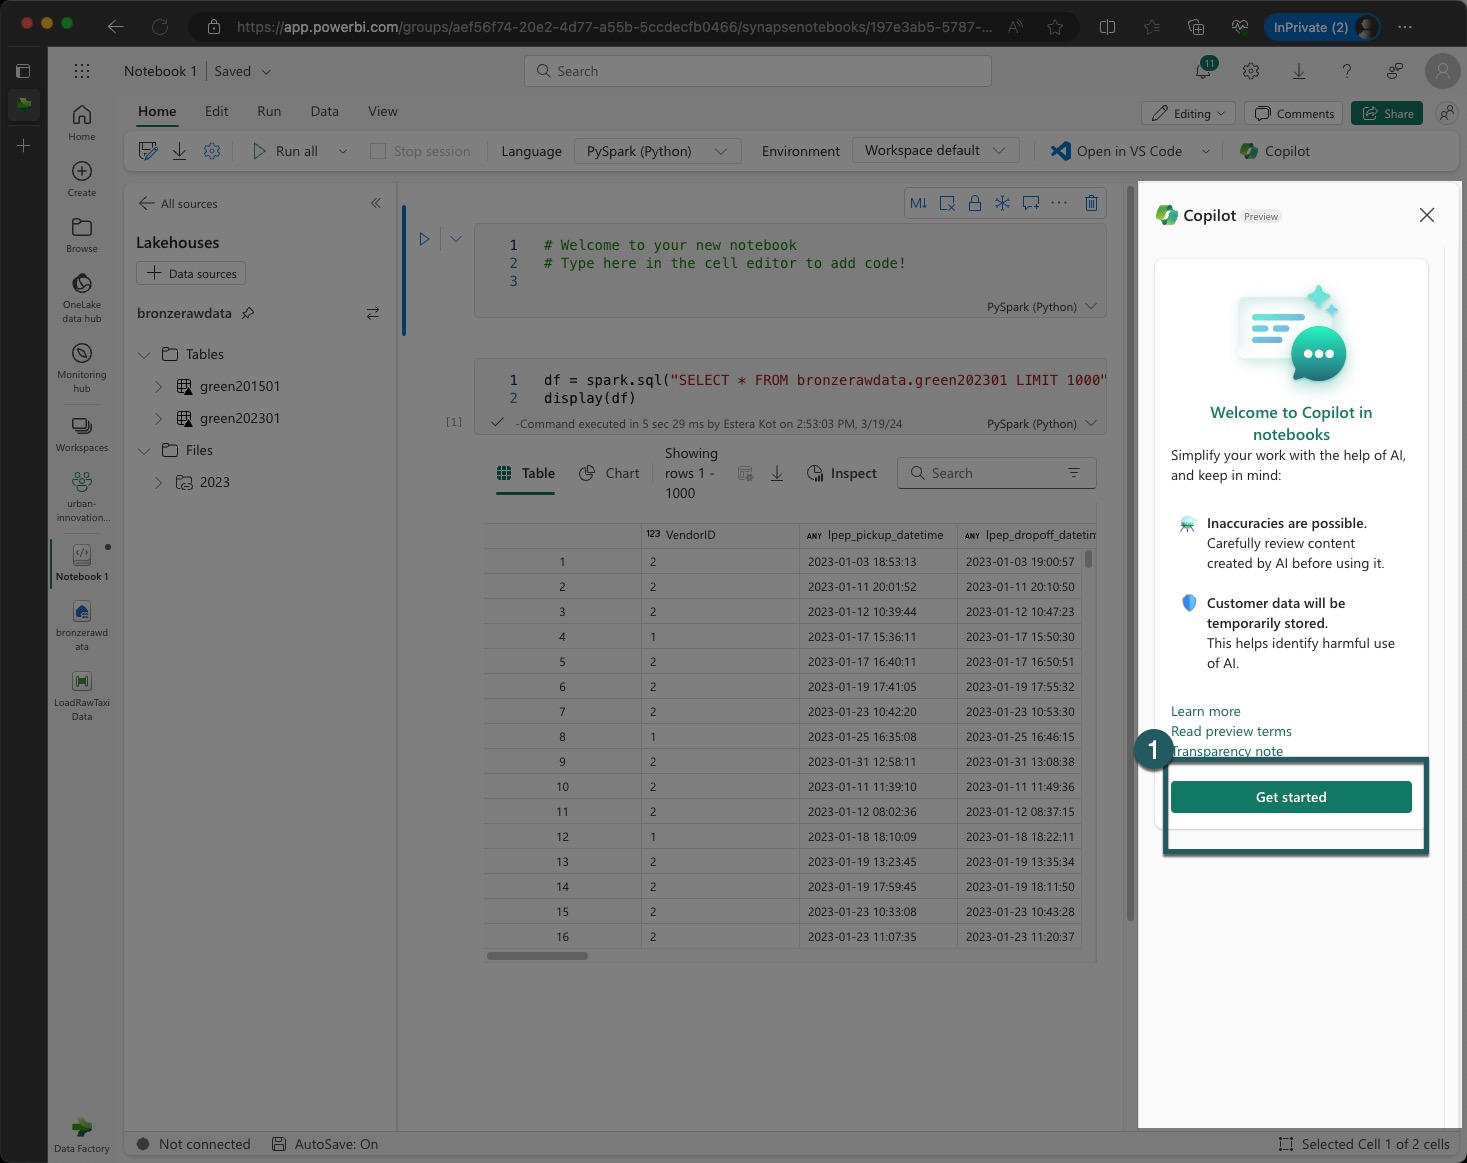 https://app.powerbi.com/groups/aef56f74-20e2-4d77-a55b-5ccdecfb0466/synapsenotebooks/197e3ab5-5787-...
InPrivate (2)
Notebook 1
Saved
Search
11
Home
Edit
Run
Data
View
Editing
Comments
Share
Run all
Stop session
Language
PySpark (Python)
Environment
Workspace default
Open in VS Code
Copilot
Home
Create
Browse
OneLake
data hub
Monitoring
hub
Workspaces
urban-
innovation...
Notebook 1
bronzerawd
ata
LoadRawTaxi
Data
Data Factory
All sources
Lakehouses
Data sources
bronzerawdata
Tables
green201501
green202301
Files
2023
M↓
1 # Welcome to your new notebook
2 # Type here in the cell editor to add code!
3
PySpark (Python)
1 df = spark.sql("SELECT * FROM bronzerawdata.green202301 LIMIT 1000"
2 display(df)
[1]
-Command executed in 5 sec 29 ms by Estera Kot on 2:53:03 PM, 3/19/24
PySpark (Python)
Table
Chart
Showing
rows 1 -
1000
Inspect
Search
123 VendorID ANY lpep_pickup_datetime ANY lpep_dropoff_datetim
1 2 2023-01-03 18:53:13 2023-01-03 19:00:57
2 2 2023-01-11 20:01:52 2023-01-11 20:10:50
3 2 2023-01-12 10:39:44 2023-01-12 10:47:23
4 1 2023-01-17 15:36:11 2023-01-17 15:50:30
5 2 2023-01-17 16:40:11 2023-01-17 16:50:51
6 2 2023-01-19 17:41:05 2023-01-19 17:55:32
7 2 2023-01-23 10:42:20 2023-01-23 10:53:30
8 1 2023-01-25 16:35:08 2023-01-25 16:46:15
9 2 2023-01-31 12:58:11 2023-01-31 13:08:38
10 2 2023-01-11 11:39:10 2023-01-11 11:49:36
11 2 2023-01-12 08:02:36 2023-01-12 08:37:15
12 1 2023-01-18 18:10:09 2023-01-18 18:22:11
13 2 2023-01-19 13:23:45 2023-01-19 13:35:34
14 2 2023-01-19 17:59:45 2023-01-19 18:11:50
15 2 2023-01-23 10:33:08 2023-01-23 10:43:28
16 2 2023-01-23 11:07:35 2023-01-23 11:20:37
Copilot Preview
Welcome to Copilot in
notebooks
Simplify your work with the help of AI,
and keep in mind:
Inaccuracies are possible.
Carefully review content
created by AI before using it.
Customer data will be
temporarily stored.
This helps identify harmful use
of AI.
Learn more
Read preview terms
Transparency note
1
Get started
Not connected
AutoSave: On
Selected Cell 1 of 2 cells